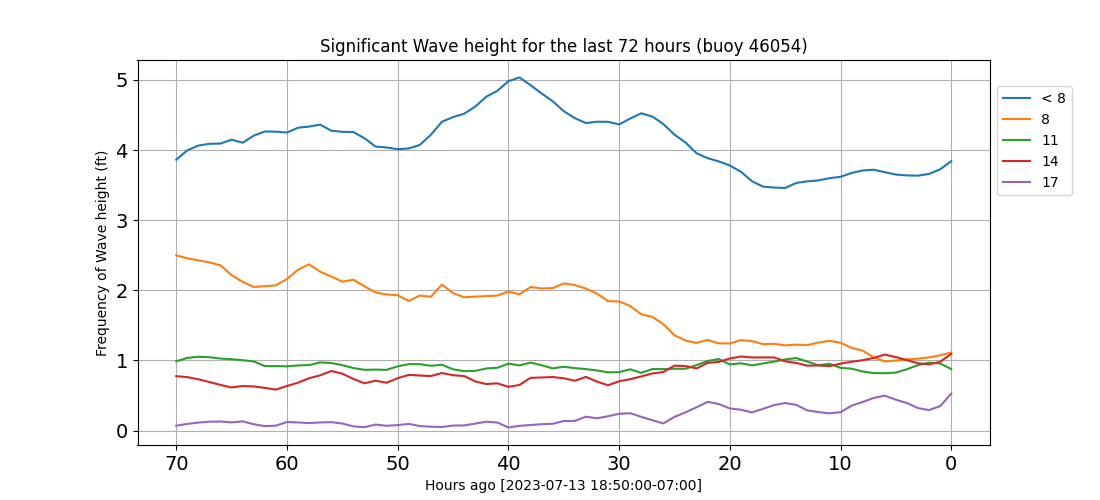 Significant Wave height for the last 72 hours (buoy 46054)
Frequency of Wave height (ft)
5
4
3
2
1
0
70 60 50 40 30 20 10 0
Hours ago [2023-07-13 18:50:00-07:00]
< 8
8
11
14
17